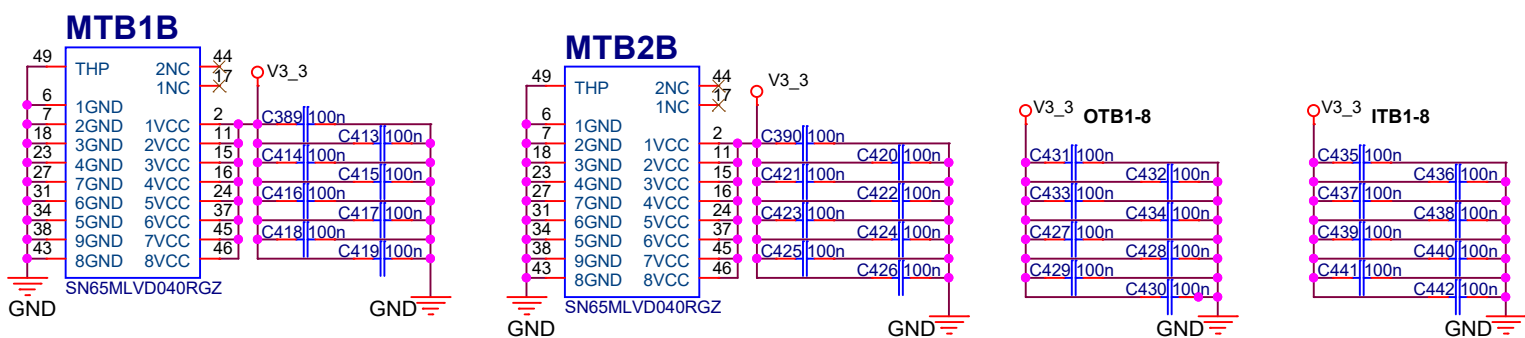 MTB1B
49 THP 2NC 44
1NC 17
V3_3
6 1GND
7 2GND 1VCC 2 C389 100n
18 3GND 2VCC 11 C413 100n
23 4GND 3VCC 15 C414 100n
27 7GND 4VCC 16 C415 100n
31 6GND 5VCC 24 C416 100n
34 5GND 6VCC 37 C417 100n
38 9GND 7VCC 45 C418 100n
43 8GND 8VCC 46 C419 100n
SN65MLVD040RGZ
GND
GND
MTB2B
49 THP 2NC 44
1NC 17
V3_3
6 1GND
7 2GND 1VCC 2 C390 100n
18 3GND 2VCC 11 C420 100n
23 4GND 3VCC 15 C421 100n
27 7GND 4VCC 16 C422 100n
31 6GND 5VCC 24 C423 100n
34 5GND 6VCC 37 C424 100n
38 9GND 7VCC 45 C425 100n
43 8GND 8VCC 46 C426 100n
SN65MLVD040RGZ
GND
GND
V3_3 OTB1-8
C431 100n
C432 100n
C433 100n
C434 100n
C427 100n
C428 100n
C429 100n
C430 100n
GND
V3_3 ITB1-8
C435 100n
C436 100n
C437 100n
C438 100n
C439 100n
C440 100n
C441 100n
C442 100n
GND